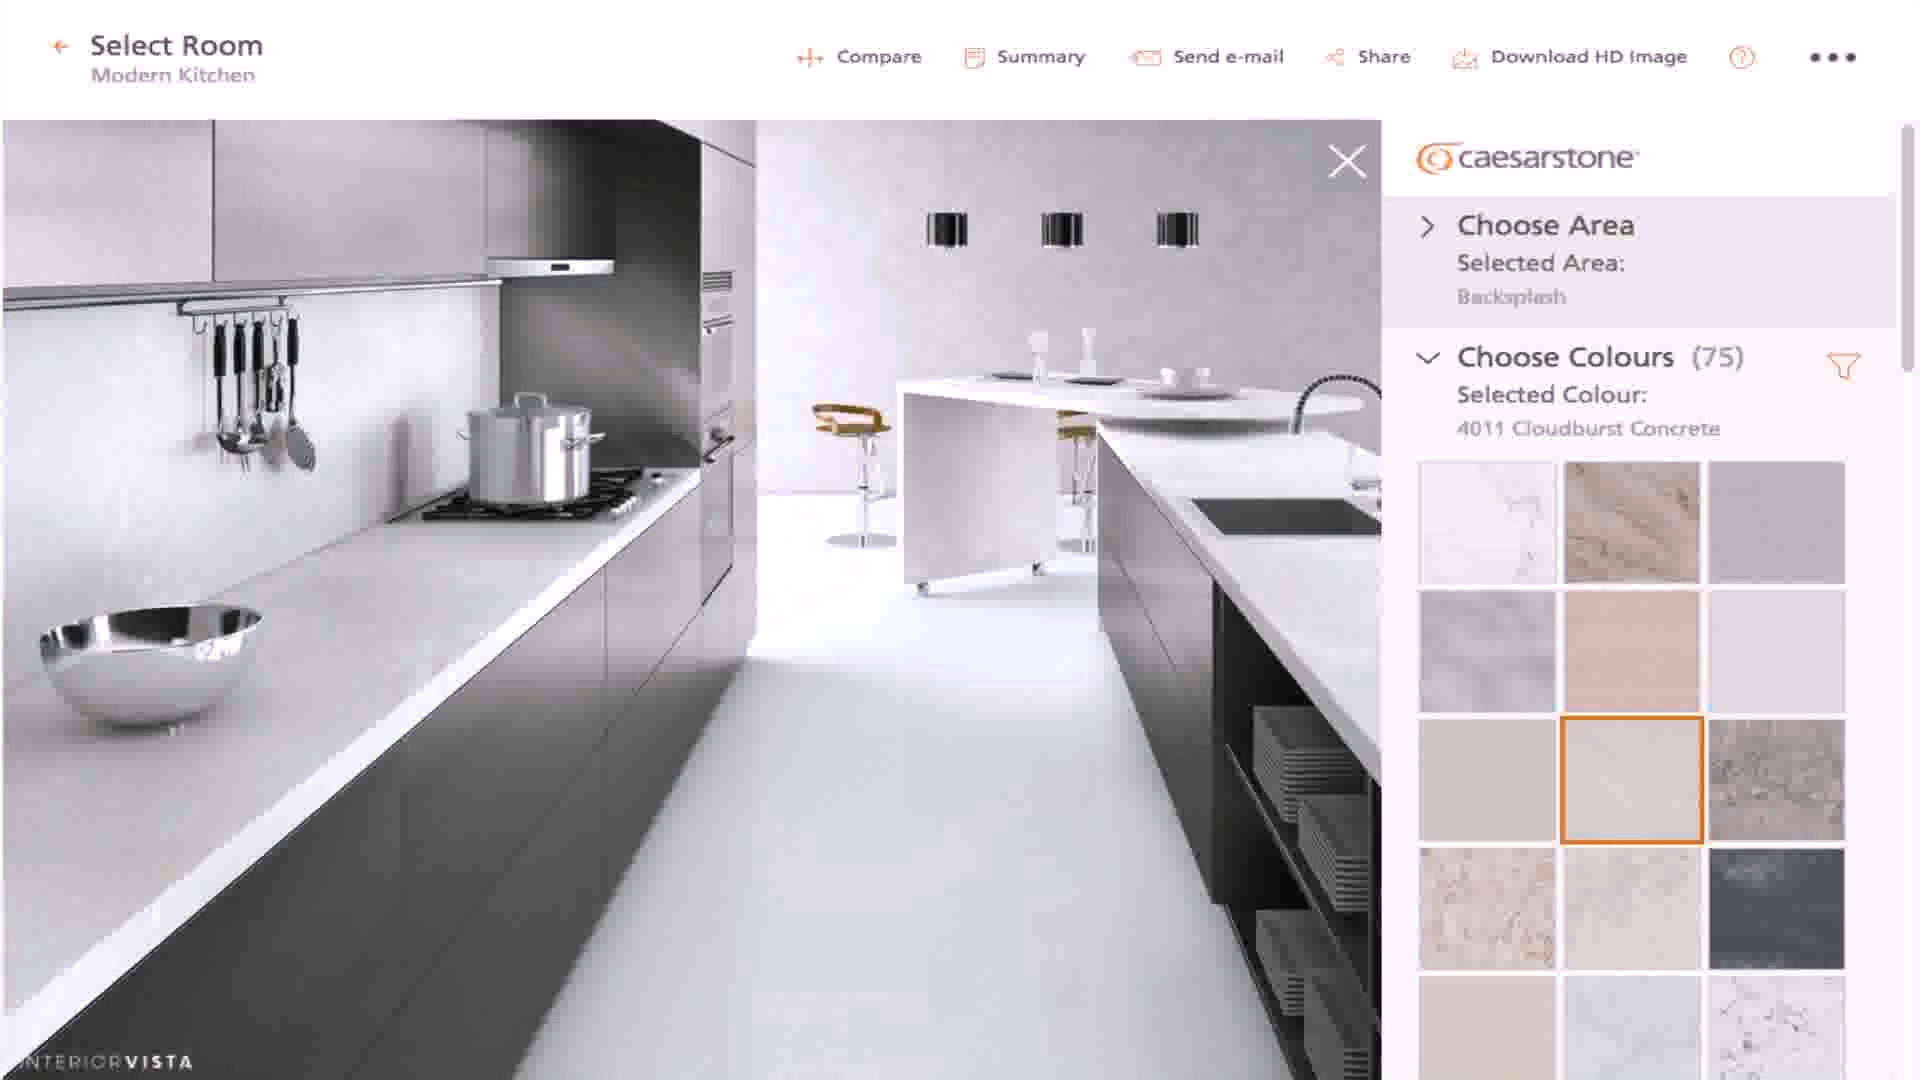 Select Room
Modern Kitchen
Compare
Summary
Send e-mail
Share
Download HD Image
?
caesarstone
Choose Area
Selected Area:
Backsplash
Choose Colours (75)
Selected Colour:
4011 Cloudburst Concrete
INTERIORVISTA